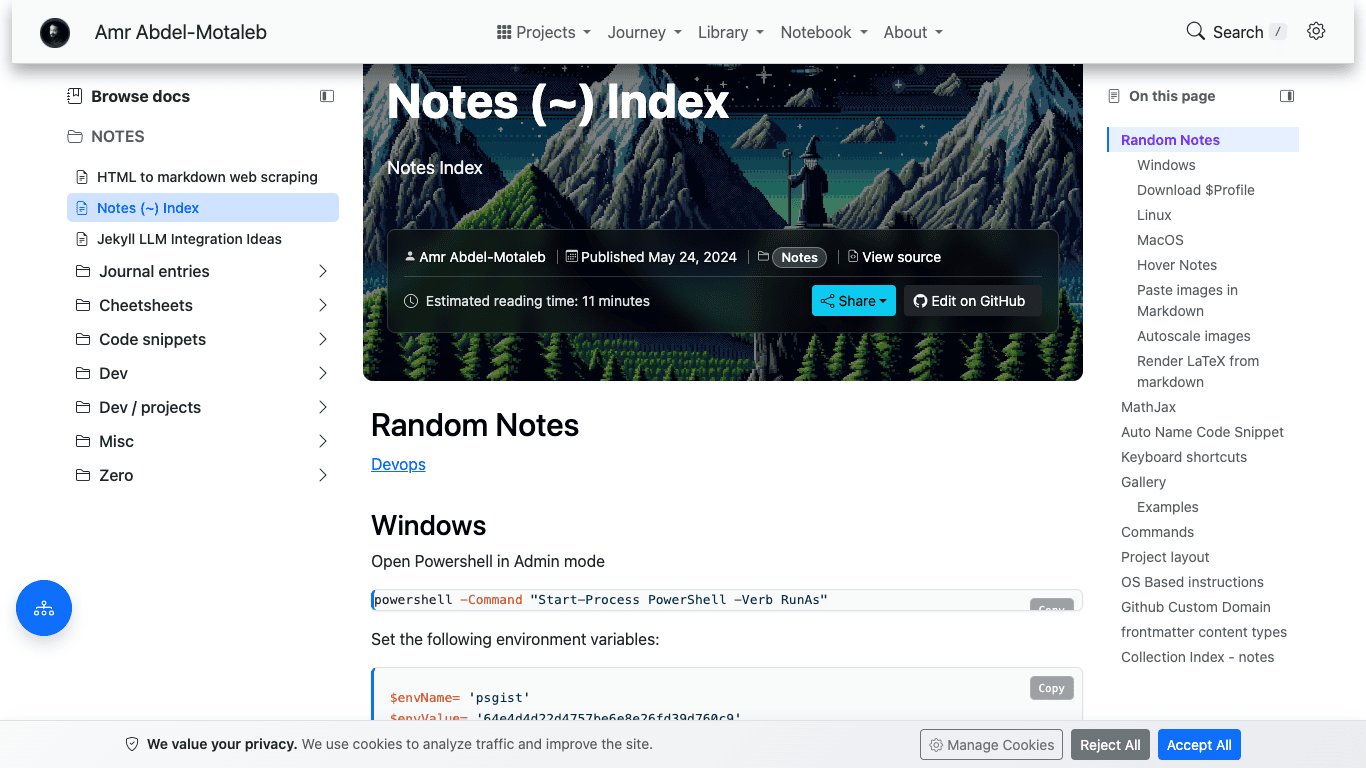 Amr Abdel-Motaleb
Projects
Journey
Library
Notebook
About
Search /
Browse docs
NOTES
HTML to markdown web scraping
Notes (~) Index
Jekyll LLM Integration Ideas
Journal entries
Cheetsheets
Code snippets
Dev
Dev / projects
Misc
Zero
Notes (~) Index
Notes Index
Amr Abdel-Motaleb
Published May 24, 2024
Notes
View source
Estimated reading time: 11 minutes
Share
Edit on GitHub
Random Notes
Devops
Windows
Open Powershell in Admin mode
powershell -Command "Start-Process PowerShell -Verb RunAs"
Copy
Set the following environment variables:
$envName= 'psgist'
$envValue= '64e4d4d22d4757be6e8e26fd39d760c9'
Copy
On this page
Random Notes
Windows
Download $Profile
Linux
MacOS
Hover Notes
Paste images in
Markdown
Autoscale images
Render LaTeX from
markdown
MathJax
Auto Name Code Snippet
Keyboard shortcuts
Gallery
Examples
Commands
Project layout
OS Based instructions
Github Custom Domain
frontmatter content types
Collection Index - notes
We value your privacy. We use cookies to analyze traffic and improve the site.
Manage Cookies
Reject All
Accept All